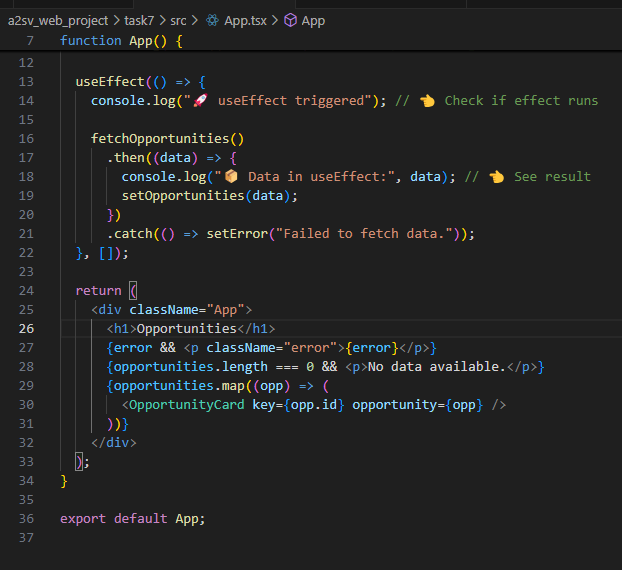 a2sv_web_project > task7 > src > App.tsx > App
7 function App() {
12
13 useEffect(() => {
14 console.log("🚀 useEffect triggered"); // 👈 Check if effect runs
15
16 fetchOpportunities()
17 .then((data) => {
18 console.log("📦 Data in useEffect:", data); // 👈 See result
19 setOpportunities(data);
20 })
21 .catch(() => setError("Failed to fetch data."));
22 }, []);
23
24 return (
25 <div className="App">
26 <h1>Opportunities</h1>
27 {error && <p className="error">{error}</p>}
28 {opportunities.length === 0 && <p>No data available.</p>}
29 {opportunities.map((opp) => (
30 <OpportunityCard key={opp.id} opportunity={opp} />
31 ))}
32 </div>
33 );
34 }
35
36 export default App;
37